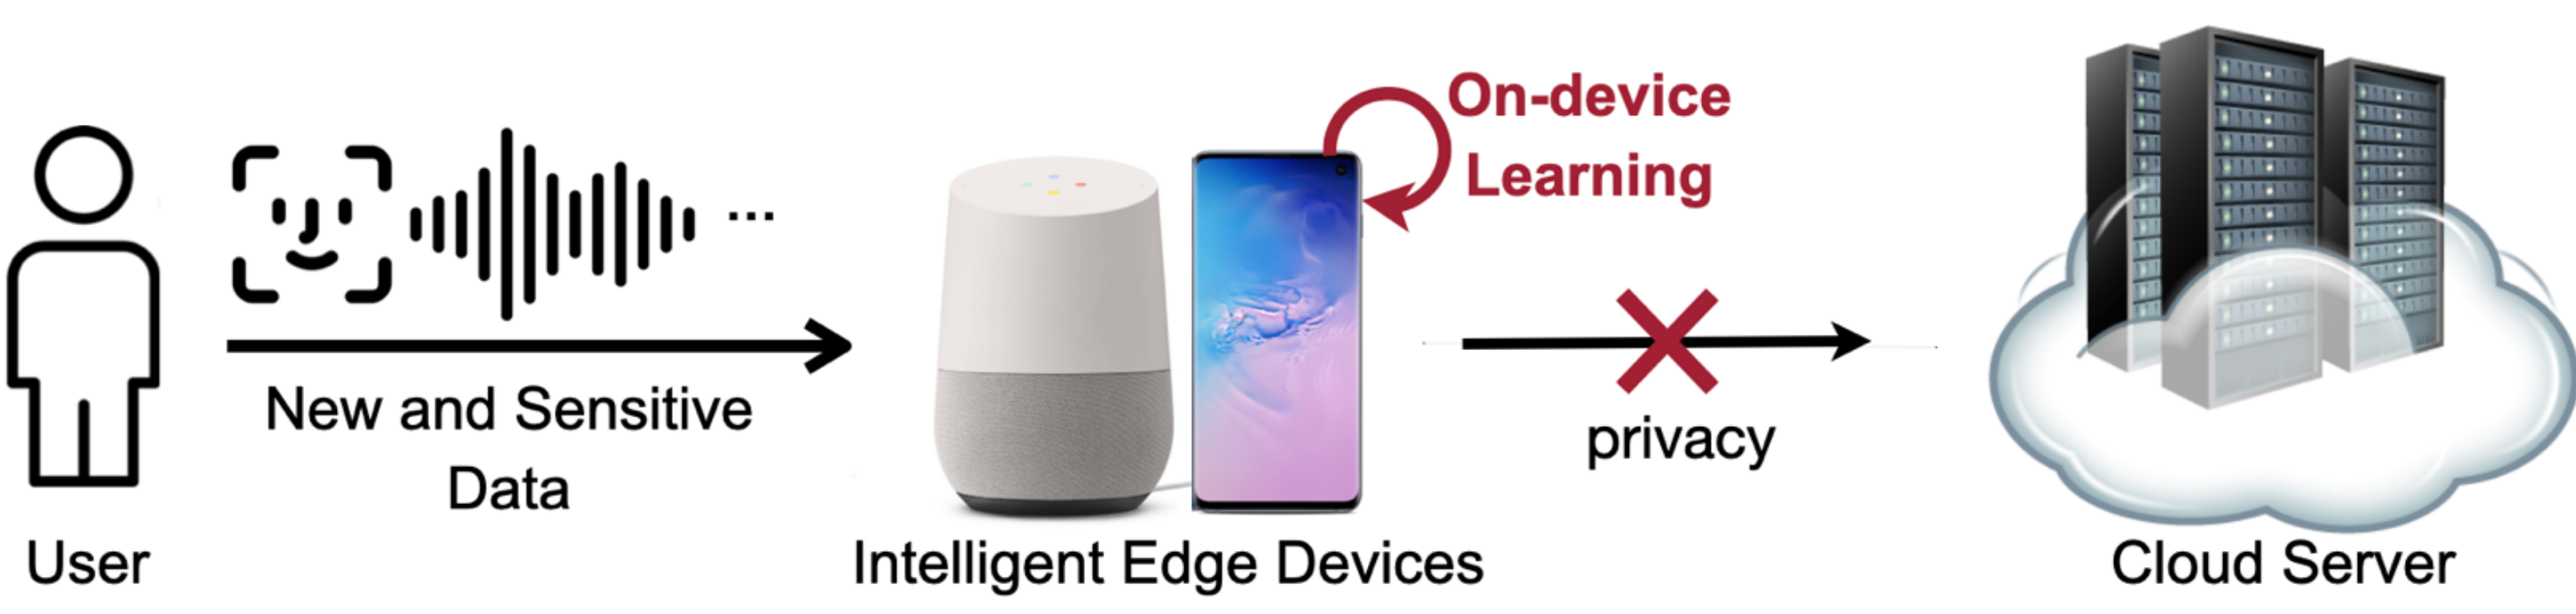 On-device
Learning
...
New and Sensitive
Data
privacy
User
Intelligent Edge Devices
Cloud Server